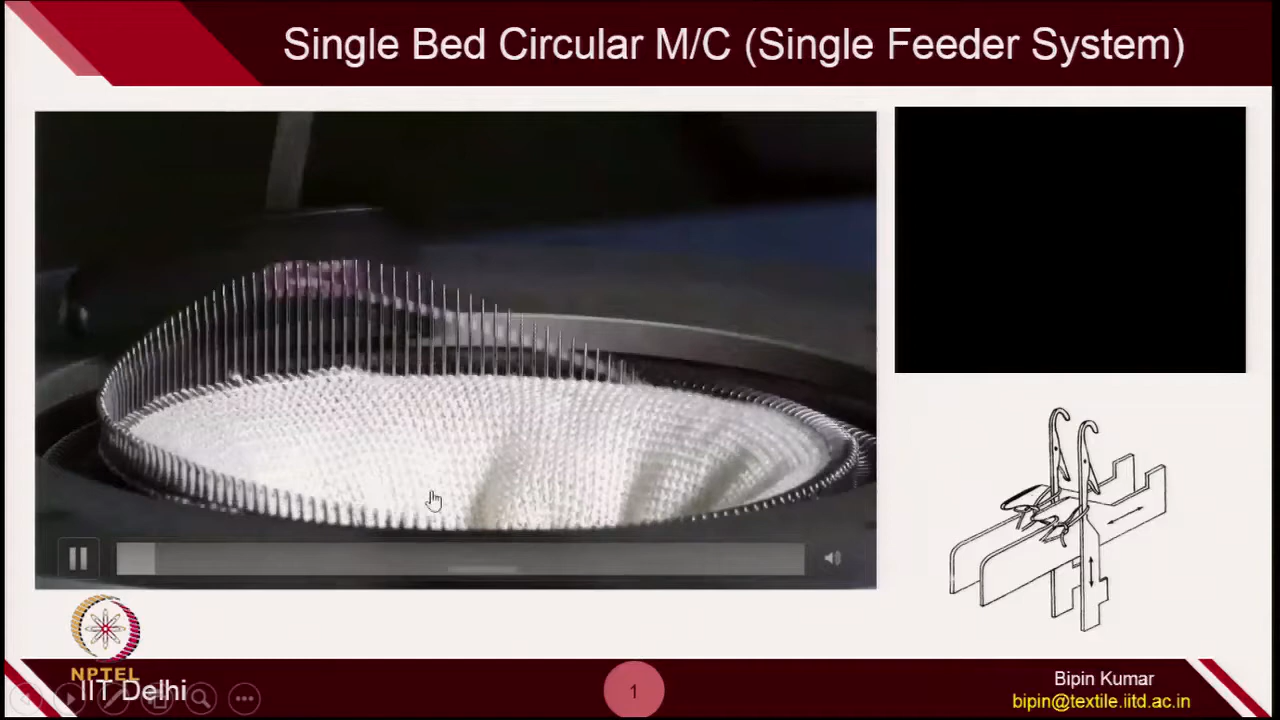 Single Bed Circular M/C (Single Feeder System)
NPTEL
IIT Delhi
1
Bipin Kumar
bipin@textile.iitd.ac.in